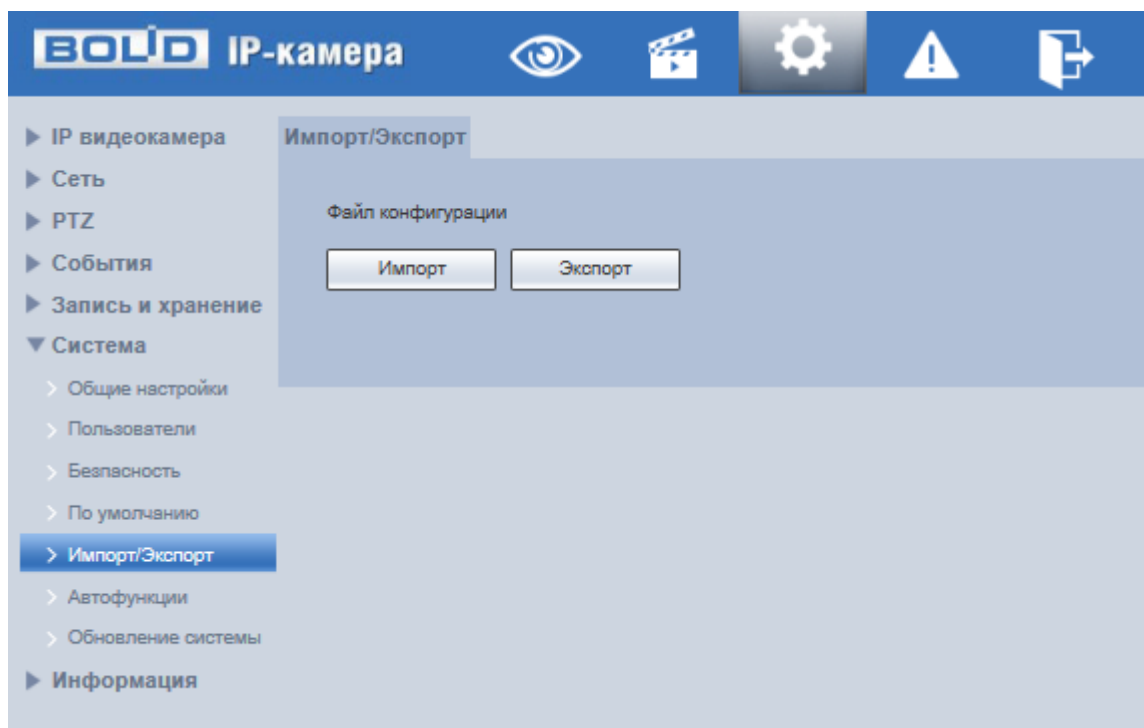 BOLID IP-камера
IP видеокамера
Импорт/Экспорт
Сеть
PTZ
Файл конфигурации
События
Импорт
Экспорт
Запись и хранение
Система
Общие настройки
Пользователи
Безпасность
По умолчанию
Импорт/Экспорт
Автофункции
Обновление системы
Информация